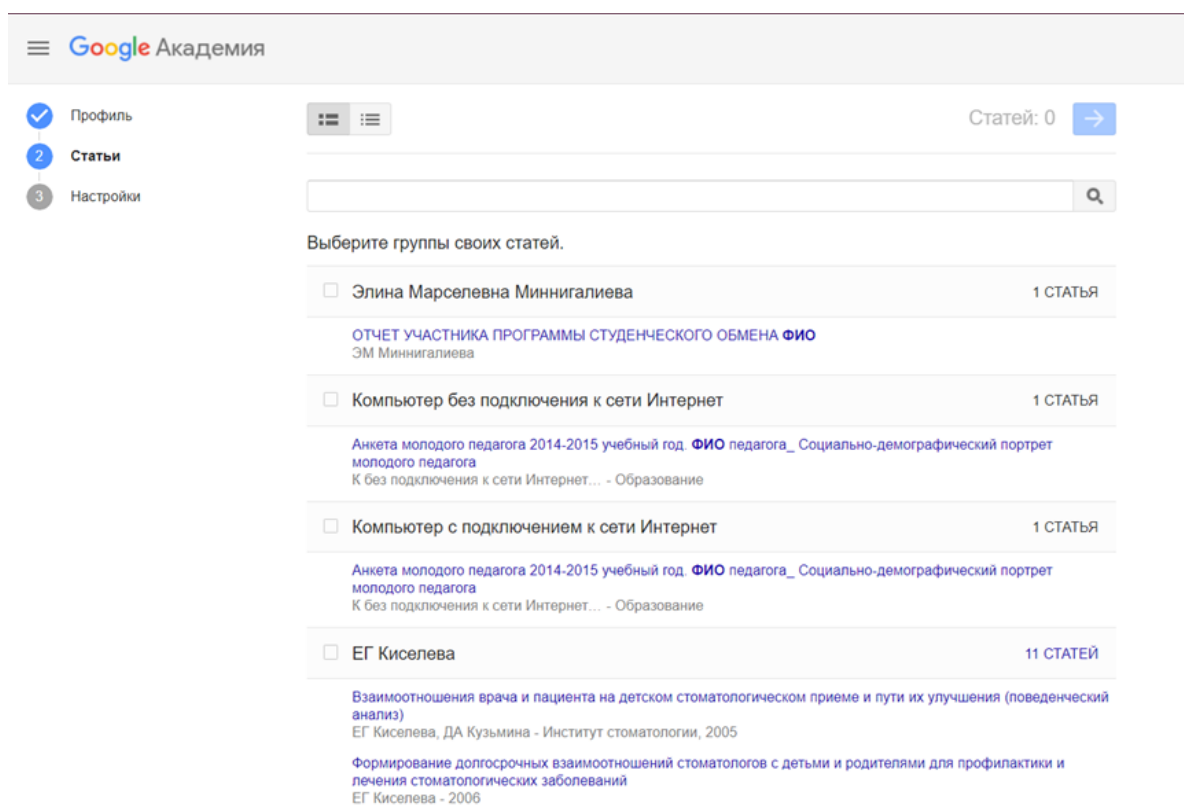 Google Академия
Профиль
Статей: 0
2 Статьи
3 Настройки
Выберите группы своих статей.
Элина Марселевна Миннигалиева 1 СТАТЬЯ
ОТЧЕТ УЧАСТНИКА ПРОГРАММЫ СТУДЕНЧЕСКОГО ОБМЕНА ФИО
ЭМ Миннигалиева
Компьютер без подключения к сети Интернет 1 СТАТЬЯ
Анкета молодого педагога 2014-2015 учебный год. ФИО педагога_ Социально-демографический портрет
молодого педагога
К без подключения к сети Интернет... - Образование
Компьютер с подключением к сети Интернет 1 СТАТЬЯ
Анкета молодого педагога 2014-2015 учебный год. ФИО педагога_ Социально-демографический портрет
молодого педагога
К без подключения к сети Интернет... - Образование
ЕГ Киселева 11 СТАТЕЙ
Взаимоотношения врача и пациента на детском стоматологическом приеме и пути их улучшения (поведенческий
анализ)
ЕГ Киселева, ДА Кузьмина - Институт стоматологии, 2005
Формирование долгосрочных взаимоотношений стоматологов с детьми и родителями для профилактики и
лечения стоматологических заболеваний
ЕГ Киселева - 2006